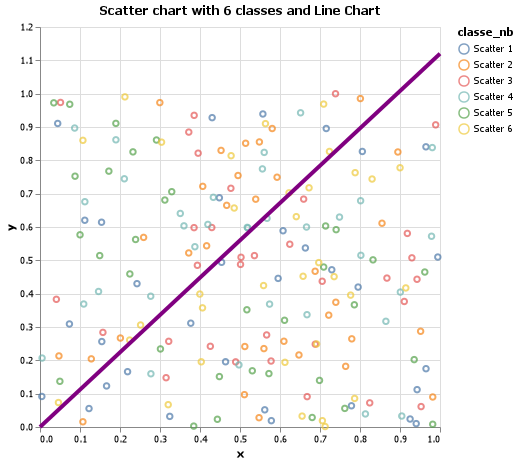 Scatter chart with 6 classes and Line Chart
1.2
1.1
1.0
0.9
0.8
0.7
0.6
0.5
0.4
0.3
0.2
0.1
0.0
y
0.0 0.1 0.2 0.3 0.4 0.5 0.6 0.7 0.8 0.9 1.0
x
classe_nb
Scatter 1
Scatter 2
Scatter 3
Scatter 4
Scatter 5
Scatter 6